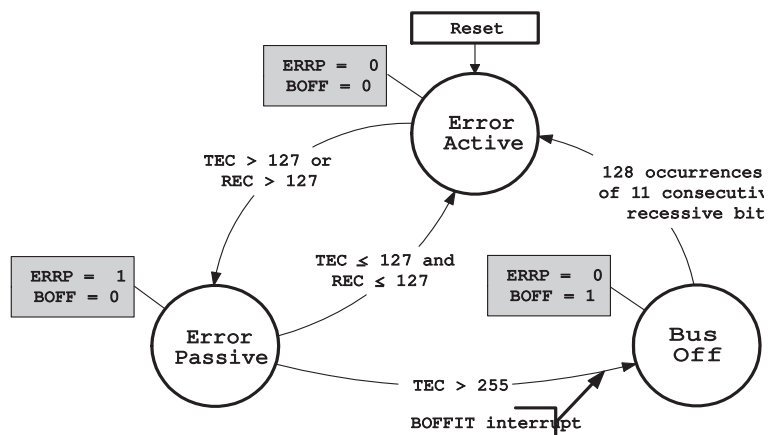 Reset
ERRP = 0
BOFF = 0
Error
Active
TEC > 127 or
REC > 127
128 occurrences
of 11 consecutiv
recessive bit
TEC ≤ 127 and
REC ≤ 127
ERRP = 1
BOFF = 0
ERRP = 0
BOFF = 1
Error
Passive
Bus
Off
TEC > 255
BOFFIT interrupt